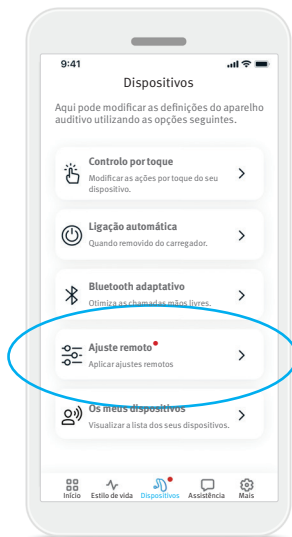 9:41
Dispositivos
Aqui pode modificar as definições do aparelho
auditivo utilizando as opções seguintes.
Controlo por toque
Modificar as ações por toque do seu
dispositivo.
Ligação automática
Quando removido do carregador.
Bluetooth adaptativo
Otimiza as chamadas mãos livres.
Ajuste remoto
Aplicar ajustes remotos
Os meus dispositivos
Visualizar a lista dos seus dispositivos.
Início Estilo de vida Dispositivos Assistência Mais